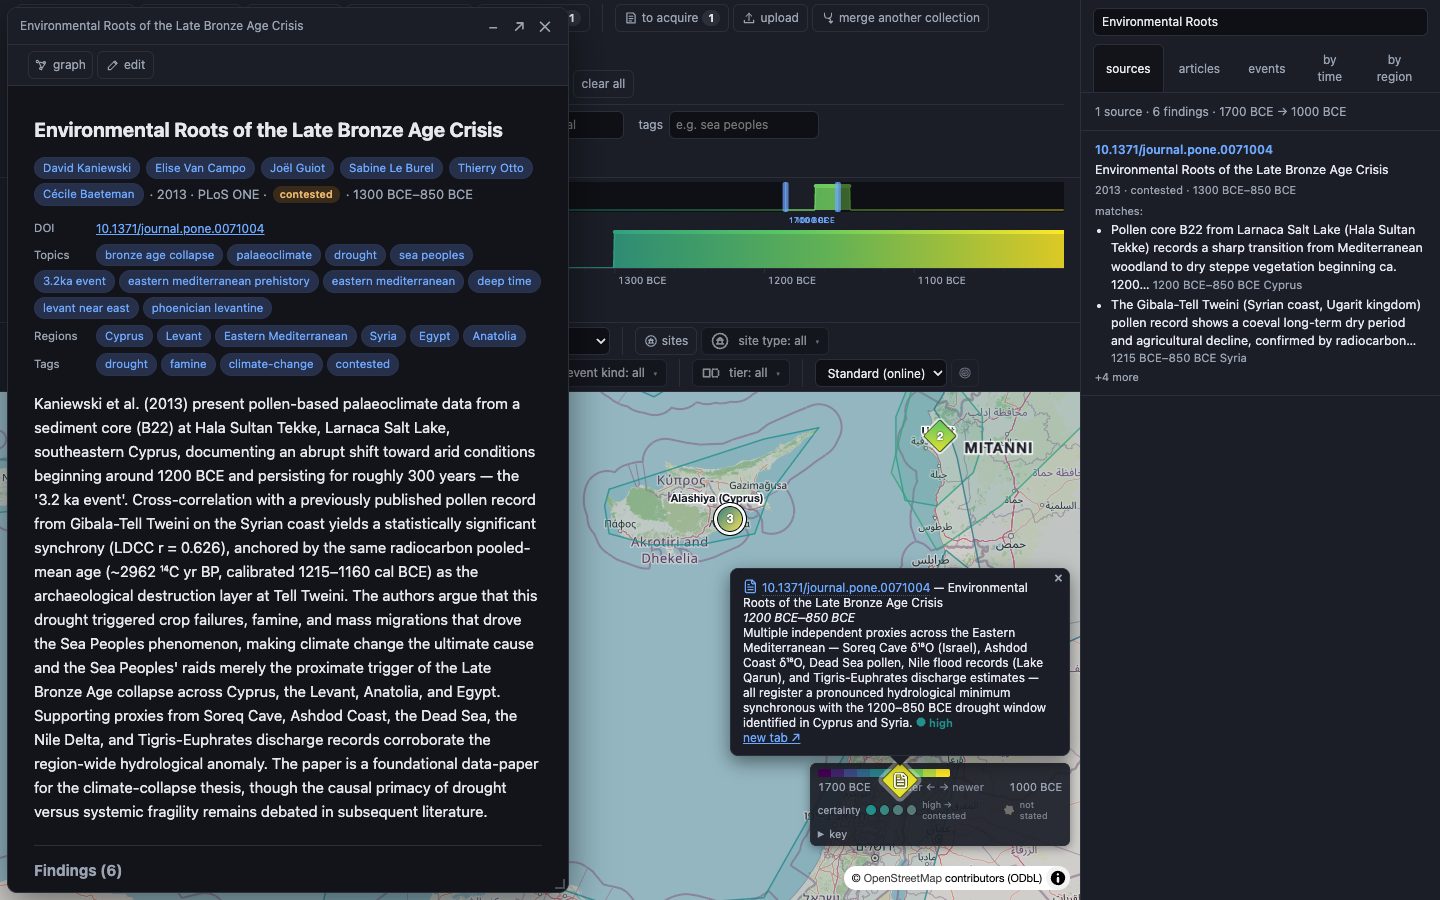 Environmental Roots of the Late Bronze Age Crisis
graph
edit
Environmental Roots of the Late Bronze Age Crisis
David Kaniewski
Elise Van Campo
Joël Guiot
Sabine Le Burel
Thierry Otto
Cécile Baeteman · 2013 · PLoS ONE · contested · 1300 BCE–850 BCE
DOI 10.1371/journal.pone.0071004
Topics bronze age collapse palaeoclimate drought sea peoples
3.2ka event eastern mediterranean prehistory eastern mediterranean deep time
levant near east phoenician levantine
Regions Cyprus Levant Eastern Mediterranean Syria Egypt Anatolia
Tags drought famine climate-change contested
Kaniewski et al. (2013) present pollen-based palaeoclimate data from a
sediment core (B22) at Hala Sultan Tekke, Larnaca Salt Lake,
southeastern Cyprus, documenting an abrupt shift toward arid conditions
beginning around 1200 BCE and persisting for roughly 300 years — the
'3.2 ka event'. Cross-correlation with a previously published pollen record
from Gibala-Tell Tweini on the Syrian coast yields a statistically significant
synchrony (LDCC r = 0.626), anchored by the same radiocarbon pooled-
mean age (~2962 ¹⁴C yr BP, calibrated 1215–1160 cal BCE) as the
archaeological destruction layer at Tell Tweini. The authors argue that this
drought triggered crop failures, famine, and mass migrations that drove
the Sea Peoples phenomenon, making climate change the ultimate cause
and the Sea Peoples' raids merely the proximate trigger of the Late
Bronze Age collapse across Cyprus, the Levant, Anatolia, and Egypt.
Supporting proxies from Soreq Cave, Ashdod Coast, the Dead Sea, the
Nile Delta, and Tigris-Euphrates discharge records corroborate the
region-wide hydrological anomaly. The paper is a foundational data-paper
for the climate-collapse thesis, though the causal primacy of drought
versus systemic fragility remains debated in subsequent literature.
Findings (6)
1
to acquire 1
upload
merge another collection
clear all
tags e.g. sea peoples
1300 BCE
1200 BCE
1100 BCE
sites
site type: all
event kind: all
tier: all
Standard (online)
Κύπρος
Gazimağusa
Alashiya (Cyprus)
Πάφος
3
Akrotiri and
Dhekelia
2
MITANNI
محافظة إدلب
جبلة
حماة
طرطوس
حمص
طرابلس
10.1371/journal.pone.0071004 — Environmental
Roots of the Late Bronze Age Crisis
1200 BCE–850 BCE
Multiple independent proxies across the Eastern
Mediterranean — Soreq Cave δ¹⁸O (Israel), Ashdod
Coast δ¹⁸O, Dead Sea pollen, Nile flood records (Lake
Qarun), and Tigris-Euphrates discharge estimates —
all register a pronounced hydrological minimum
synchronous with the 1200–850 BCE drought window
identified in Cyprus and Syria. high
new tab ↗
1700 BCE ← → newer 1000 BCE
certainty high → contested
not stated
key
مادبا
الزرقاء
© OpenStreetMap contributors (ODbL)
Environmental Roots
sources
articles
events
by time
by region
1 source · 6 findings · 1700 BCE → 1000 BCE
10.1371/journal.pone.0071004
Environmental Roots of the Late Bronze Age Crisis
2013 · contested · 1300 BCE–850 BCE
matches:
Pollen core B22 from Larnaca Salt Lake (Hala Sultan
Tekke) records a sharp transition from Mediterranean
woodland to dry steppe vegetation beginning ca.
1200… 1200 BCE–850 BCE Cyprus
The Gibala-Tell Tweini (Syrian coast, Ugarit kingdom)
pollen record shows a coeval long-term dry period
and agricultural decline, confirmed by radiocarbon…
1215 BCE–850 BCE Syria
+4 more